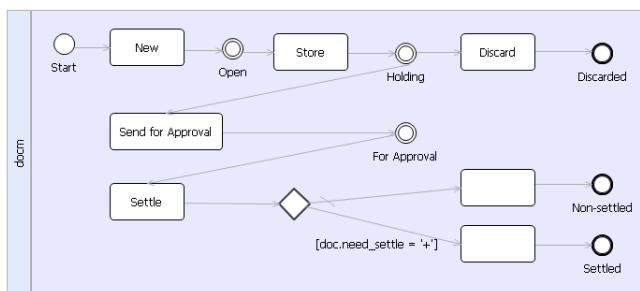 New
Store
Discard
Start
Open
Holding
Discarded
docm
Send for Approval
For Approval
Settle
Non-settled
[doc.need_settle = '+']
Settled